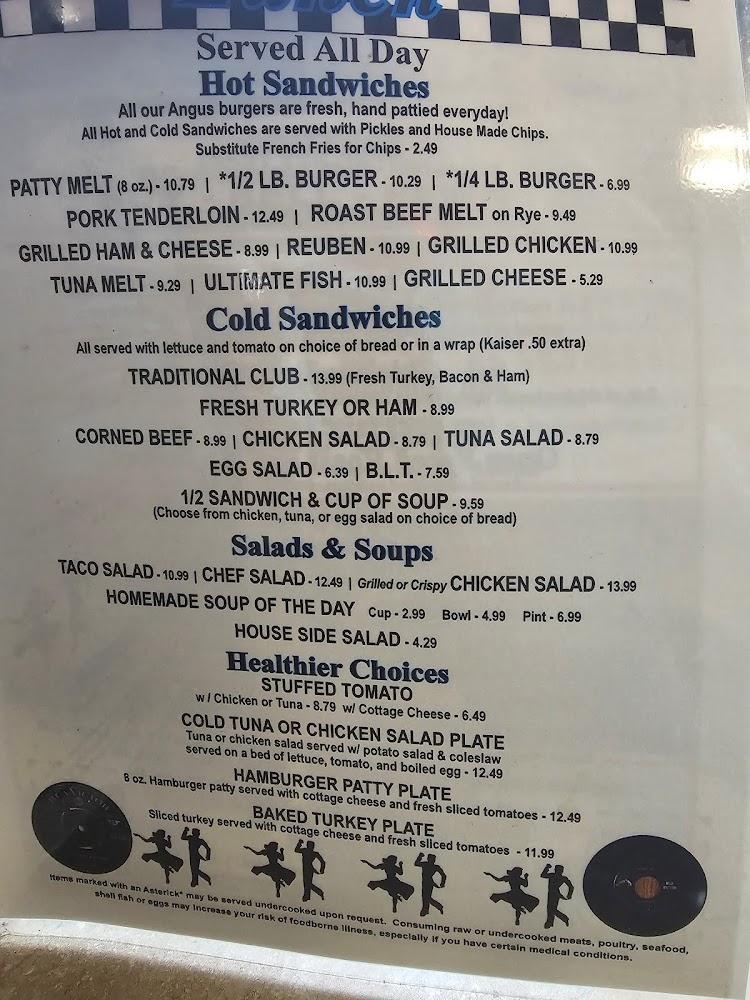 Lunch
Served All Day
Hot Sandwiches
All our Angus burgers are fresh, hand pattied everyday!
All Hot and Cold Sandwiches are served with Pickles and House Made Chips.
Substitute French Fries for Chips - 2.49
PATTY MELT (8 oz.) - 10.79 | *1/2 LB. BURGER - 10.29 | *1/4 LB. BURGER - 6.99
PORK TENDERLOIN - 12.49 | ROAST BEEF MELT on Rye - 9.49
GRILLED HAM & CHEESE - 8.99 | REUBEN - 10.99 | GRILLED CHICKEN - 10.99
TUNA MELT - 9.29 | ULTIMATE FISH - 10.99 | GRILLED CHEESE - 5.29
Cold Sandwiches
All served with lettuce and tomato on choice of bread or in a wrap (Kaiser .50 extra)
TRADITIONAL CLUB - 13.99 (Fresh Turkey, Bacon & Ham)
FRESH TURKEY OR HAM - 8.99
CORNED BEEF - 8.99 | CHICKEN SALAD - 8.79 | TUNA SALAD - 8.79
EGG SALAD - 6.39 | B.L.T. - 7.59
1/2 SANDWICH & CUP OF SOUP - 9.59
(Choose from chicken, tuna, or egg salad on choice of bread)
Salads & Soups
TACO SALAD - 10.99 | CHEF SALAD - 12.49 | Grilled or Crispy CHICKEN SALAD - 13.99
HOMEMADE SOUP OF THE DAY Cup - 2.99 Bowl - 4.99 Pint - 6.99
HOUSE SIDE SALAD - 4.29
Healthier Choices
STUFFED TOMATO
w / Chicken or Tuna - 8.79 w/ Cottage Cheese - 6.49
COLD TUNA OR CHICKEN SALAD PLATE
Tuna or chicken salad served w/ potato salad & coleslaw
served on a bed of lettuce, tomato, and boiled egg - 12.49
HAMBURGER PATTY PLATE
8 oz. Hamburger patty served with cottage cheese and fresh sliced tomatoes - 12.49
BAKED TURKEY PLATE
Sliced turkey served with cottage cheese and fresh sliced tomatoes - 11.99
Items marked with an Asterick* may be served undercooked upon request. Consuming raw or undercooked meats, poultry, seafood,
shell fish or eggs may increase your risk of foodborne illness, especially if you have certain medical conditions.